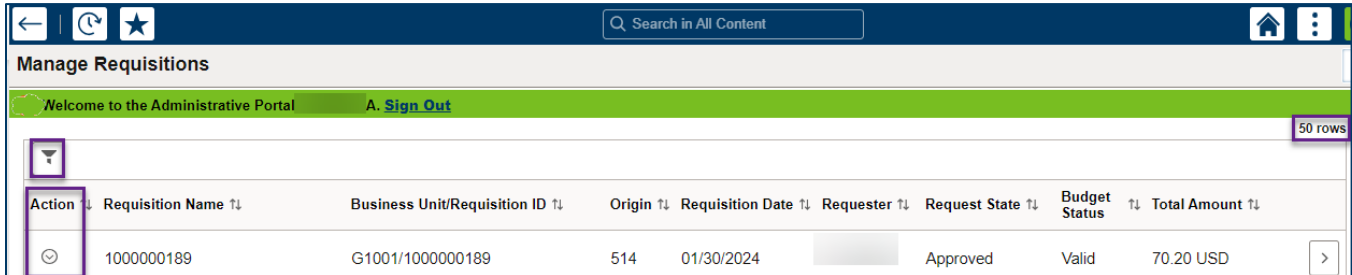 Search in All Content
Manage Requisitions
Welcome to the Administrative Portal A. Sign Out
50 rows
Action Requisition Name Business Unit/Requisition ID Origin Requisition Date Requester Request State Budget Status Total Amount
1000000189 G1001/1000000189 514 01/30/2024 Approved Valid 70.20 USD